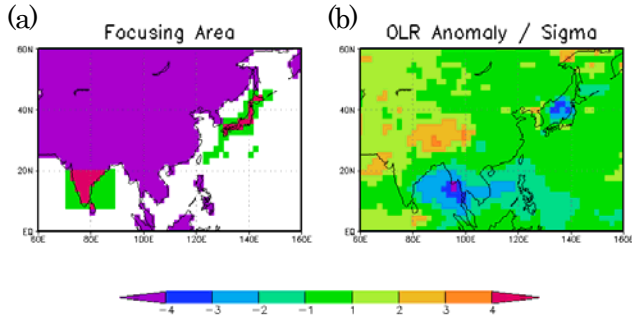 (a)
Focusing Area
60N
40N
20N
EQ
60E
80E
100E
120E
140E
160E
(b)
OLR Anomaly / Sigma
60N
40N
20N
EQ
60E
80E
100E
120E
140E
160E
-4
-3
-2
-1
1
2
3
4